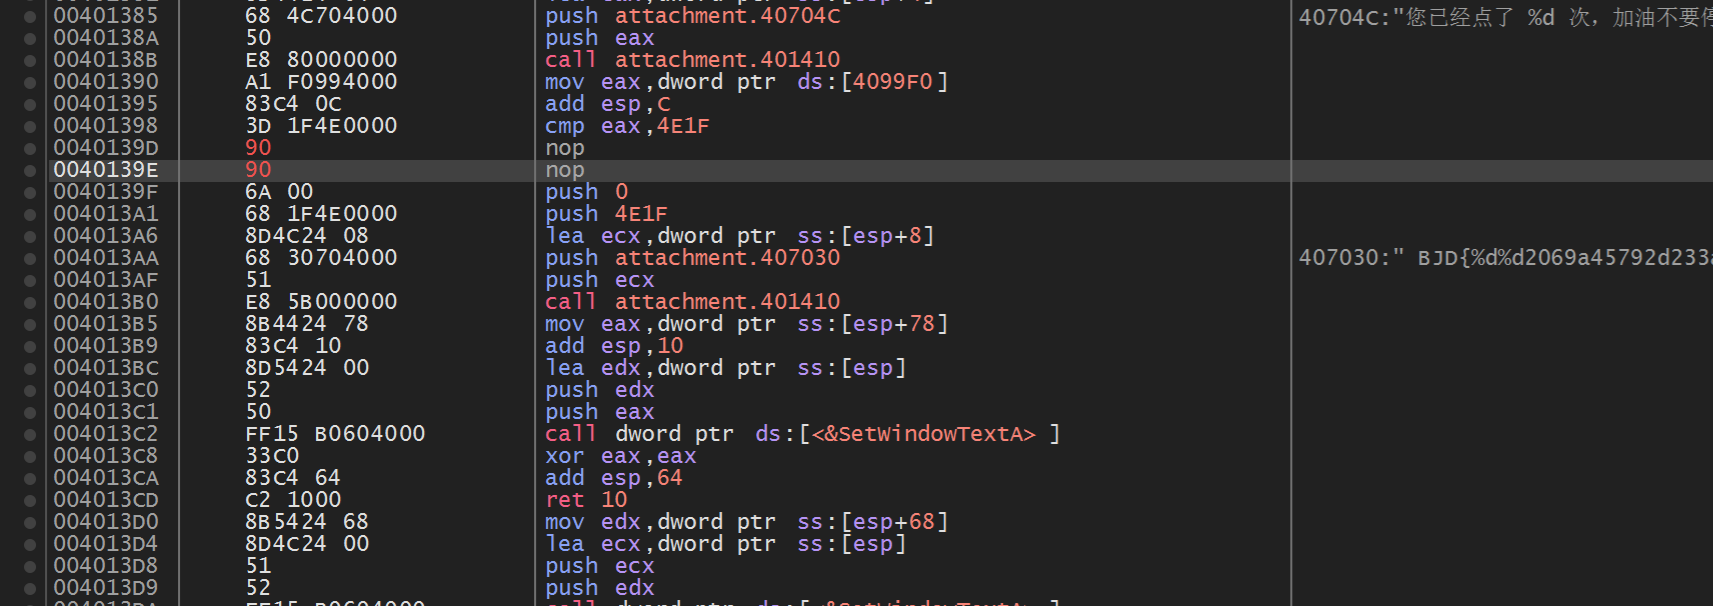 00401385 68 4C704000 push attachment.40704C 40704C:"您已经点了 %d 次，加油不要
0040138A 50 push eax
0040138B E8 80000000 call attachment.401410
00401390 A1 F0994000 mov eax,dword ptr ds:[4099F0]
00401395 83C4 0C add esp,C
00401398 3D 1F4E0000 cmp eax,4E1F
0040139D 90 nop
0040139E 90 nop
0040139F 6A 00 push 0
004013A1 68 1F4E0000 push 4E1F
004013A6 8D4C24 08 lea ecx,dword ptr ss:[esp+8]
004013AA 68 30704000 push attachment.407030 407030:" BJD{%d%d2069a45792d233
004013AF 51 push ecx
004013B0 E8 5B000000 call attachment.401410
004013B5 8B4424 78 mov eax,dword ptr ss:[esp+78]
004013B9 83C4 10 add esp,10
004013BC 8D5424 00 lea edx,dword ptr ss:[esp]
004013C0 52 push edx
004013C1 50 push eax
004013C2 FF15 B0604000 call dword ptr ds:[<&SetWindowTextA> ]
004013C8 33C0 xor eax,eax
004013CA 83C4 64 add esp,64
004013CD C2 1000 ret 10
004013D0 8B5424 68 mov edx,dword ptr ss:[esp+68]
004013D4 8D4C24 00 lea ecx,dword ptr ss:[esp]
004013D8 51 push ecx
004013D9 52 push edx